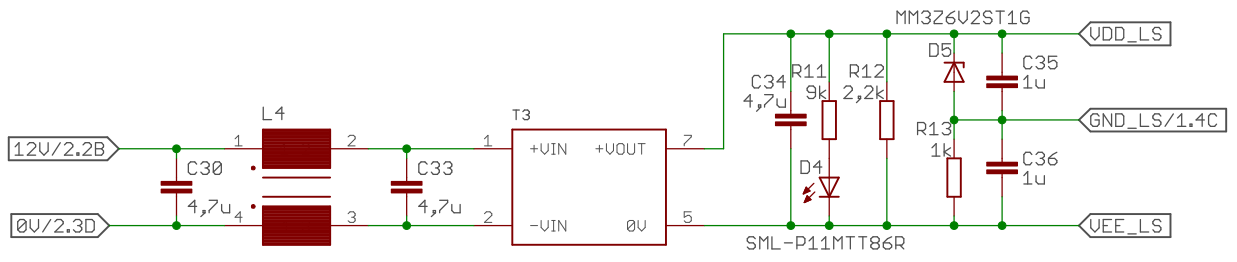 MM3Z6V2ST1G
VDD_LS
D5
C35
1u
R11
9k
R12
2,2k
C34
4,7u
L4
T3
12V/2.2B
1
2
1
+VIN
+VOUT
7
GND_LS/1.4C
R13
1k
C30
4,7u
C33
4,7u
D4
C36
1u
0V/2.3D
4
3
2
-VIN
0V
5
VEE_LS
SML-P11MTT86R